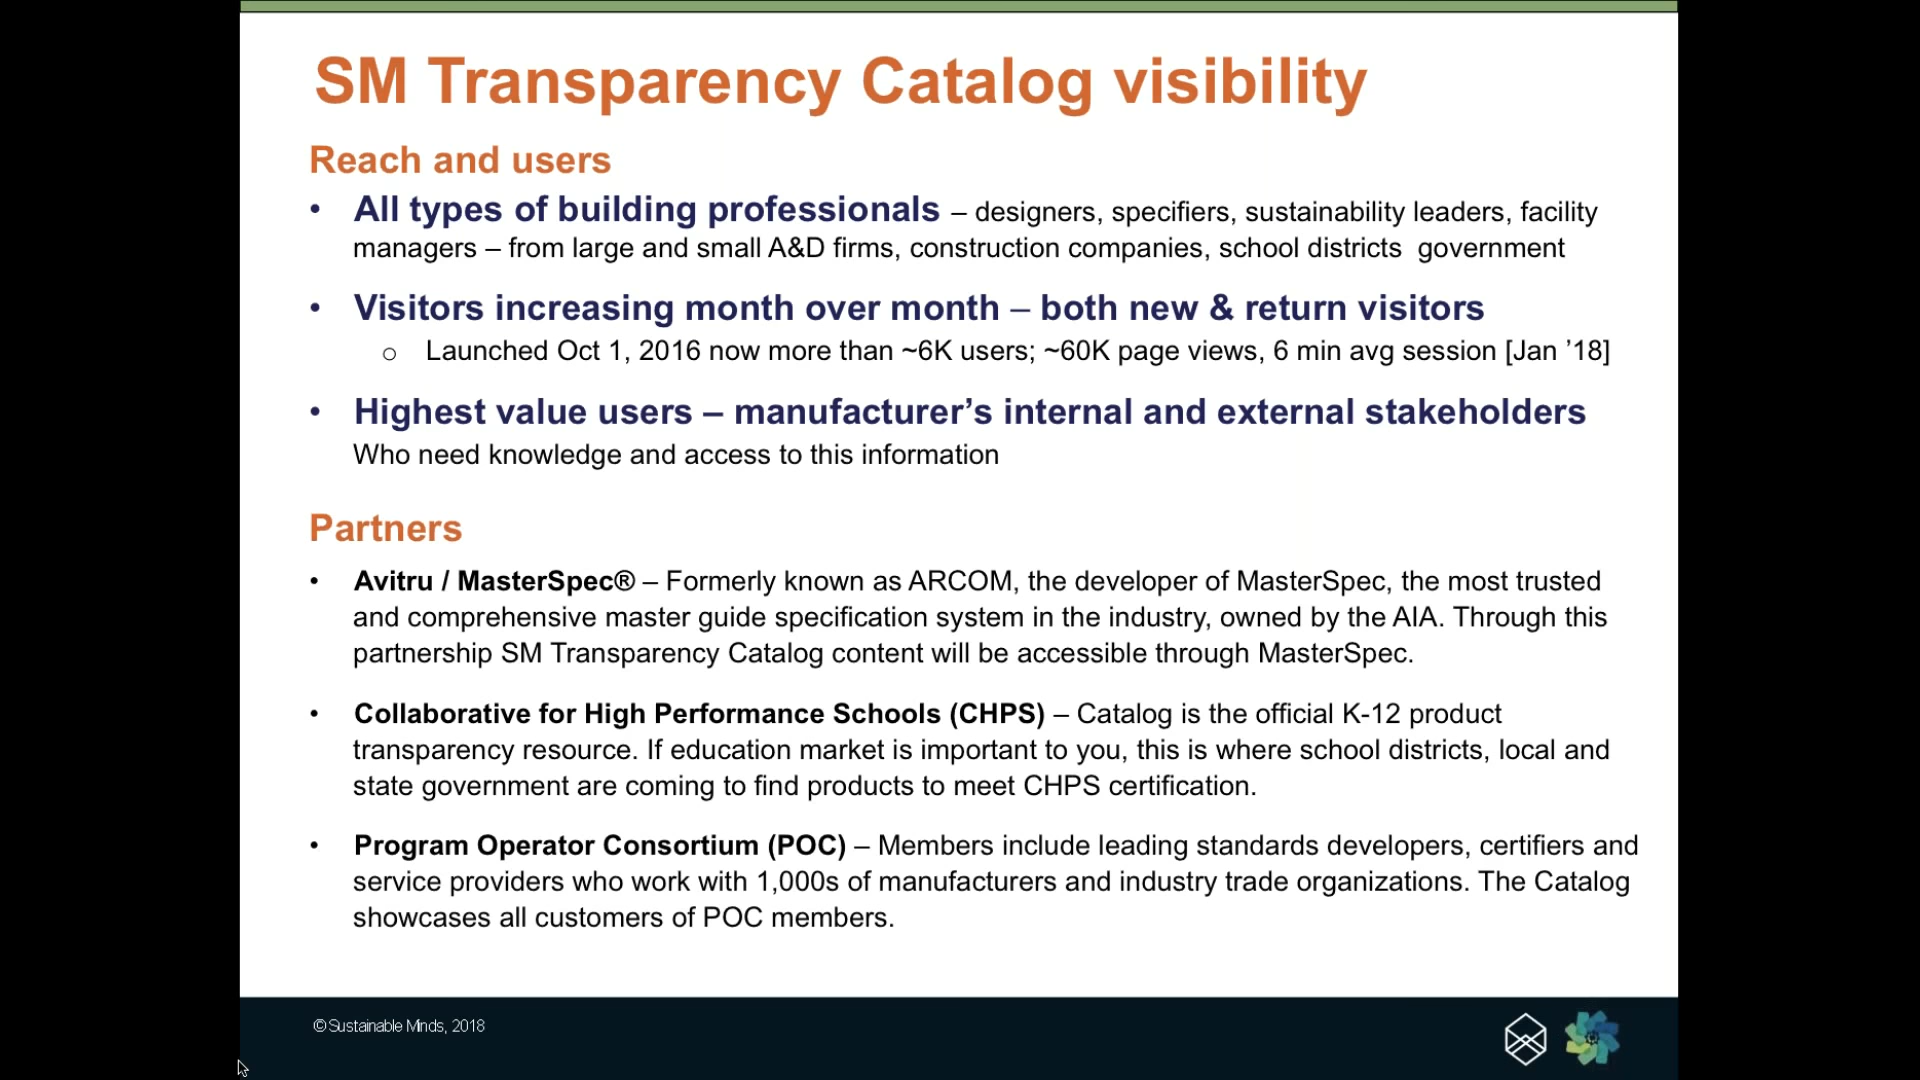 SM Transparency Catalog visibility
Reach and users
• All types of building professionals – designers, specifiers, sustainability leaders, facility
managers – from large and small A&D firms, construction companies, school districts  government
• Visitors increasing month over month – both new & return visitors
o Launched Oct 1, 2016 now more than ~6K users; ~60K page views, 6 min avg session [Jan ’18]
• Highest value users – manufacturer’s internal and external stakeholders
Who need knowledge and access to this information
Partners
• Avitru / MasterSpec® – Formerly known as ARCOM, the developer of MasterSpec, the most trusted
and comprehensive master guide specification system in the industry, owned by the AIA. Through this
partnership SM Transparency Catalog content will be accessible through MasterSpec.
• Collaborative for High Performance Schools (CHPS) – Catalog is the official K-12 product
transparency resource. If education market is important to you, this is where school districts, local and
state government are coming to find products to meet CHPS certification.
• Program Operator Consortium (POC) – Members include leading standards developers, certifiers and
service providers who work with 1,000s of manufacturers and industry trade organizations. The Catalog
showcases all customers of POC members.
© Sustainable Minds, 2018